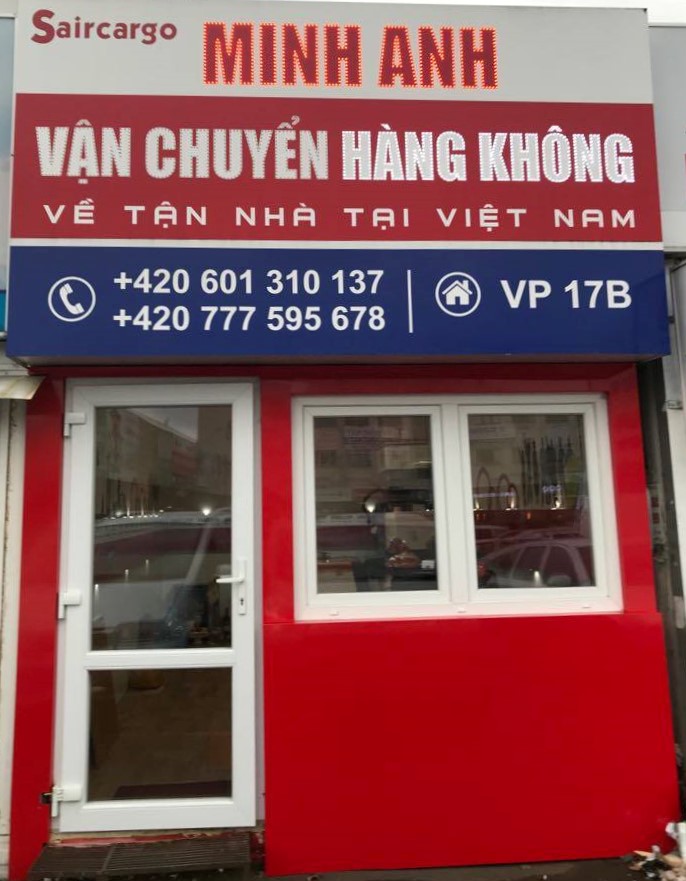 Saircargo
MINH ANH
VẬN CHUYỂN HÀNG KHÔNG
VỀ TẬN NHÀ TẠI VIỆT NAM
+420 601 310 137
+420 777 595 678
VP 17B